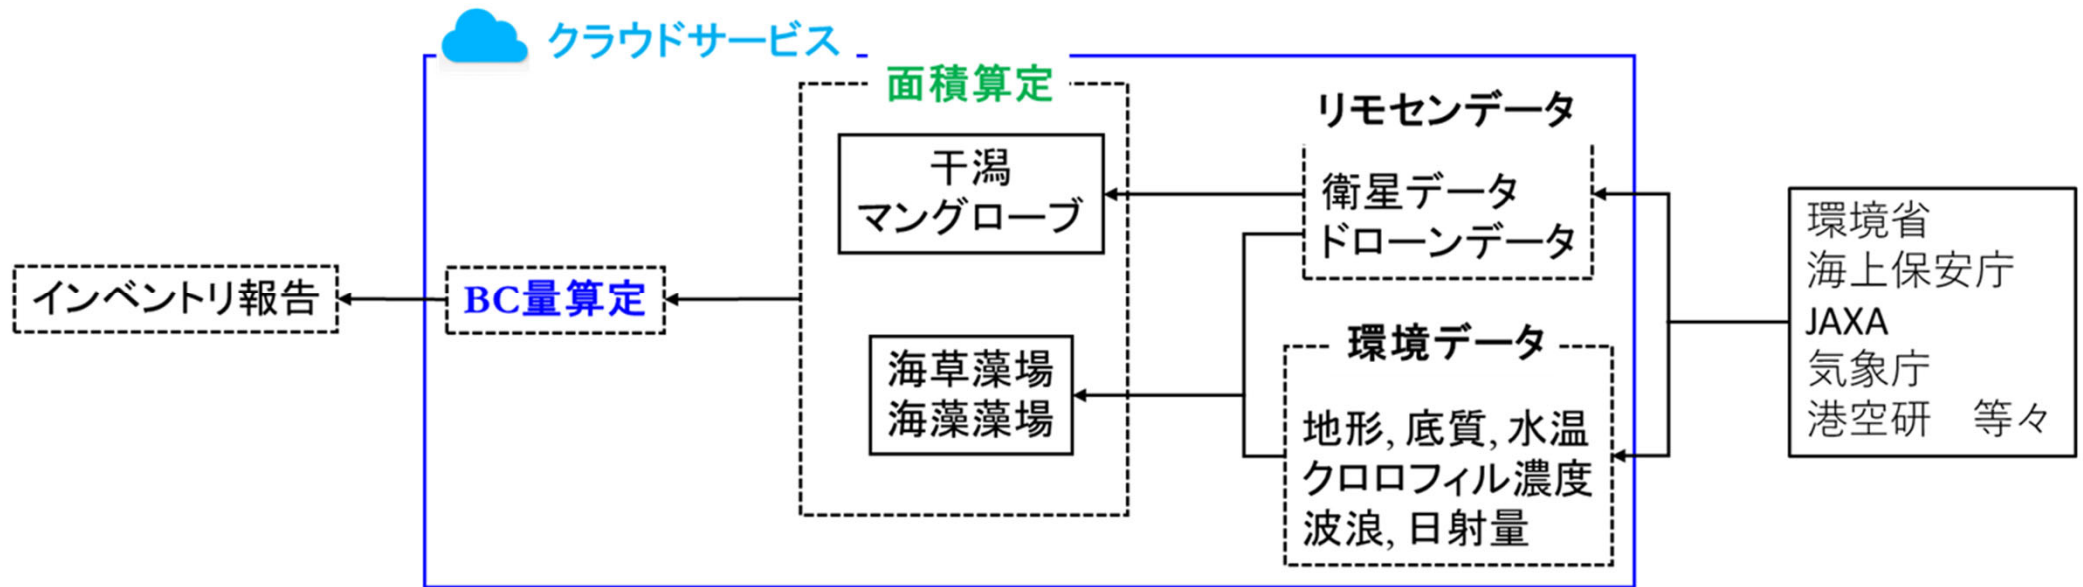 クラウドサービス
面積算定
干潟
マングローブ
海草藻場
海藻藻場
リモセンデータ
衛星データ
ドローンデータ
環境データ
地形, 底質, 水温
クロロフィル濃度
波浪, 日射量
環境省
海上保安庁
JAXA
気象庁
港空研　等々
BC量算定
インベントリ報告